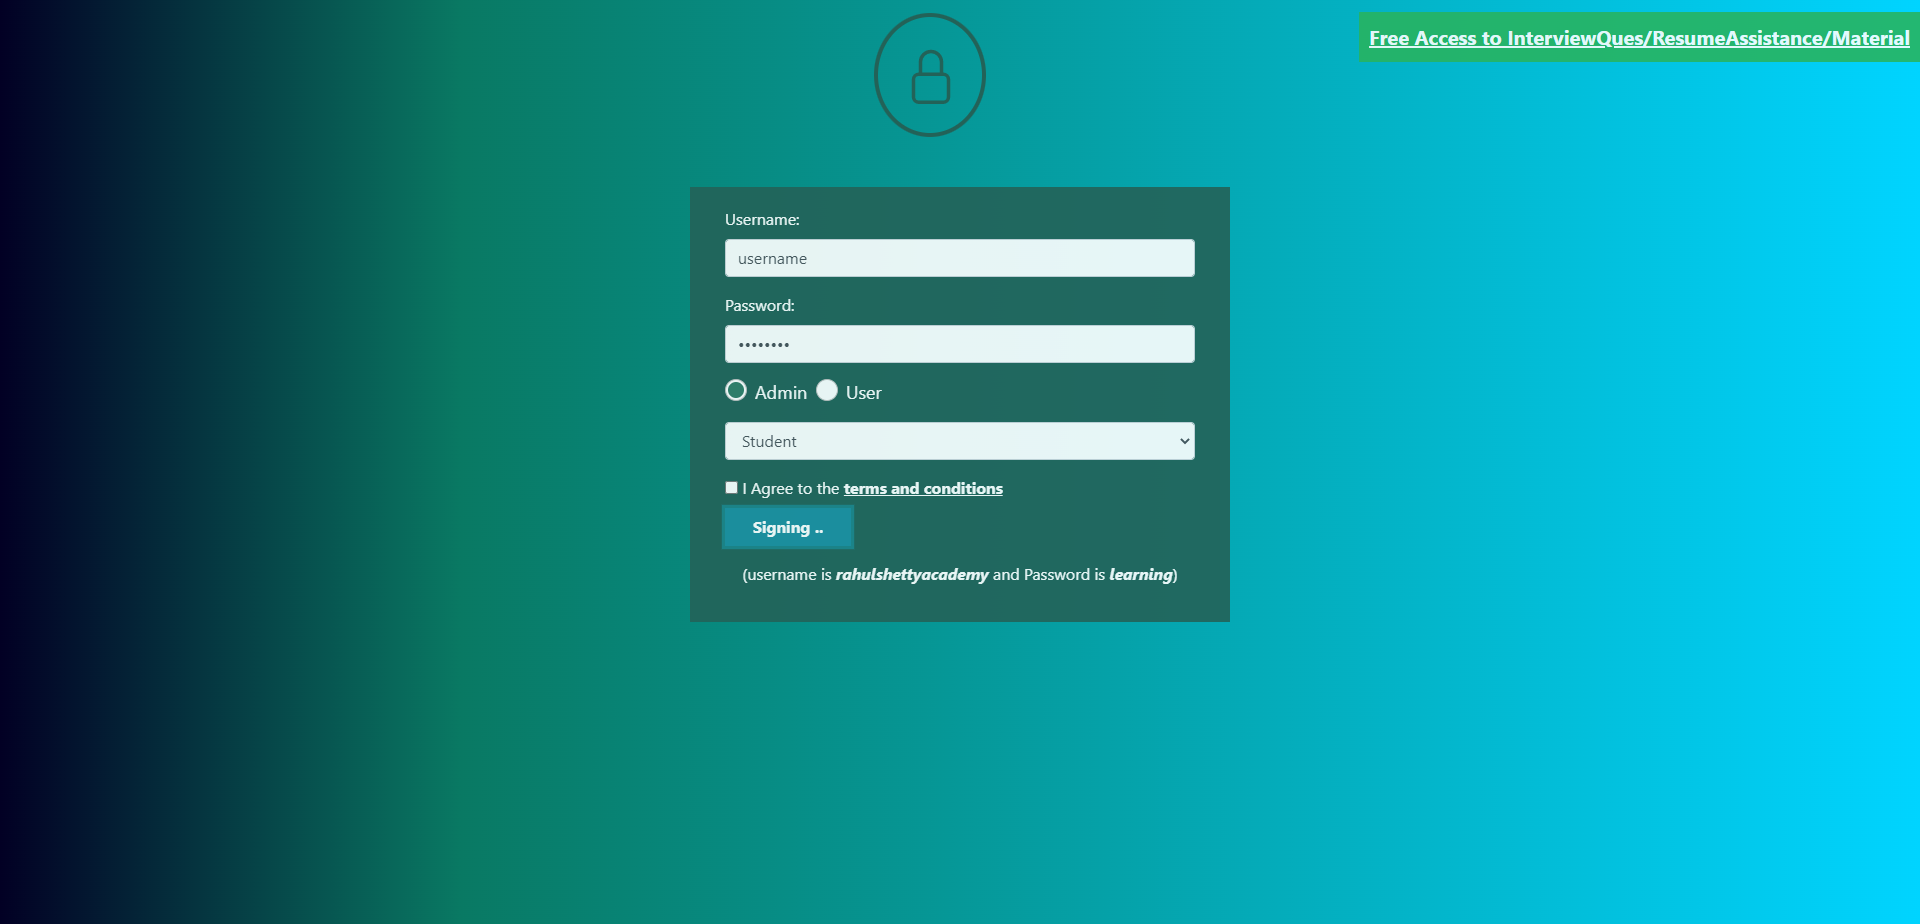 Free Access to InterviewQues/ResumeAssistance/Material
Username:
username
Password:
••••••••
Admin User
Student
I Agree to the terms and conditions
Signing ..
(username is rahulshettyacademy and Password is learning)